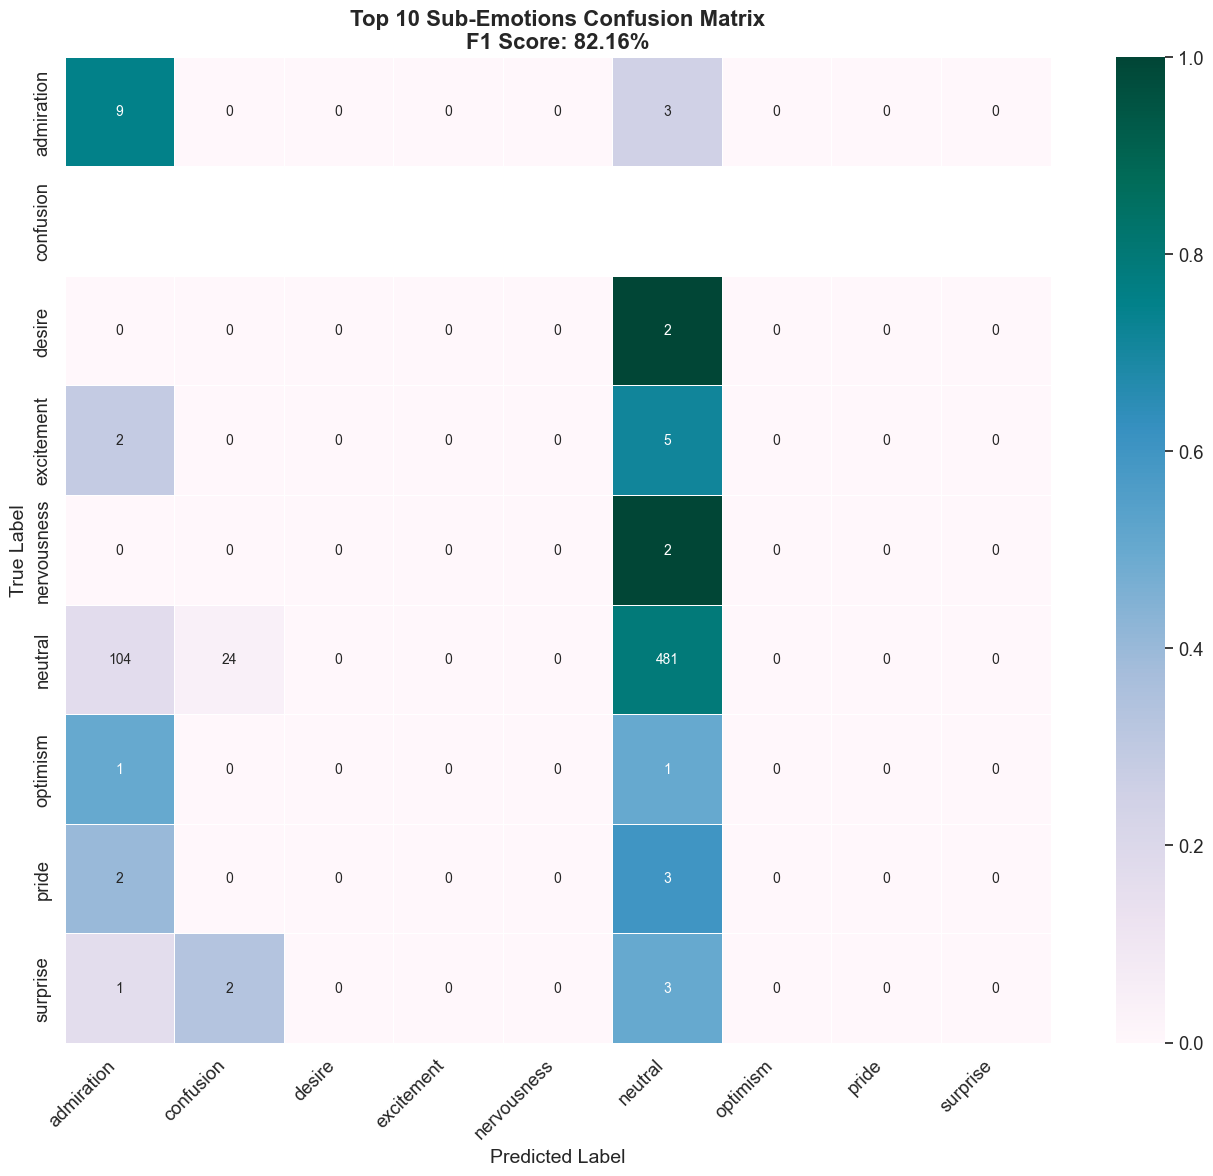 Top 10 Sub-Emotions Confusion Matrix
F1 Score: 82.16%
True Label
admiration
9 0 0 0 0 3 0 0 0
confusion
desire
0 0 0 0 0 2 0 0 0
excitement
2 0 0 0 0 5 0 0 0
nervousness
0 0 0 0 0 2 0 0 0
neutral
104 24 0 0 0 481 0 0 0
optimism
1 0 0 0 0 1 0 0 0
pride
2 0 0 0 0 3 0 0 0
surprise
1 2 0 0 0 3 0 0 0
admiration confusion desire excitement nervousness neutral optimism pride surprise
Predicted Label
1.0
0.8
0.6
0.4
0.2
0.0